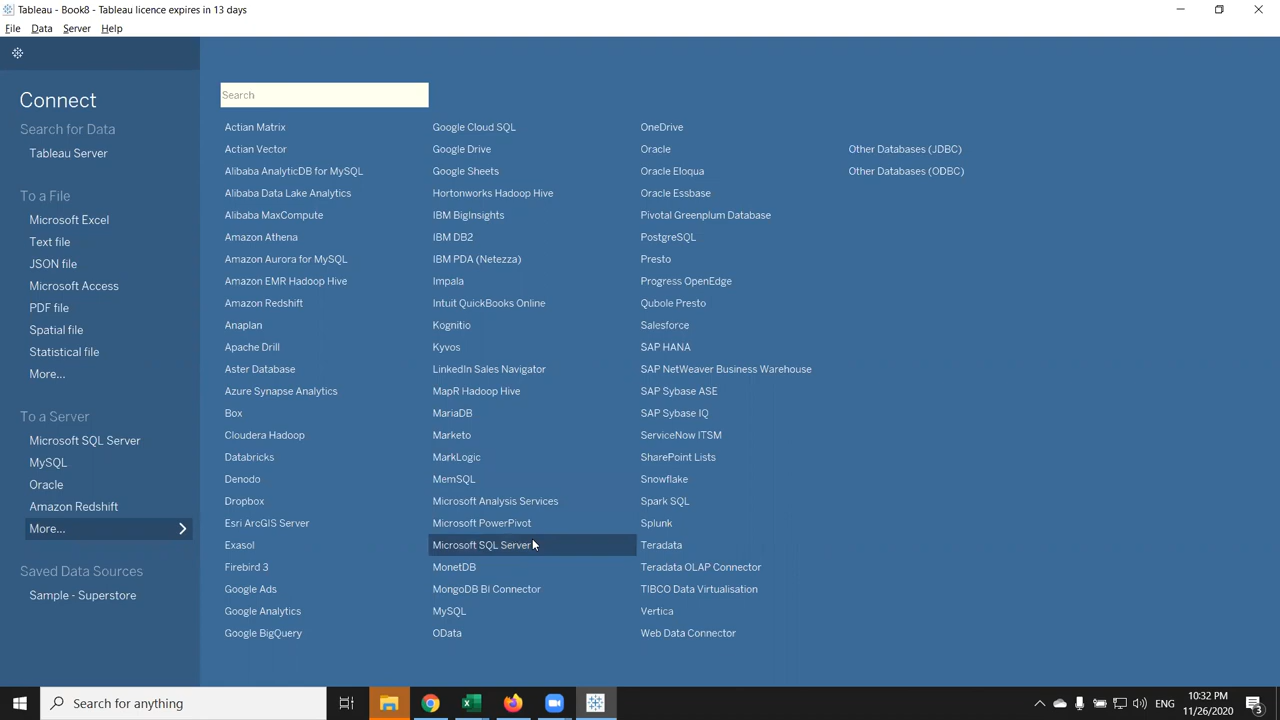 Tableau - Book8 - Tableau licence expires in 13 days
File Data Server Help
Connect
Search for Data
Tableau Server
To a File
Microsoft Excel
Text file
JSON file
Microsoft Access
PDF file
Spatial file
Statistical file
More...
To a Server
Microsoft SQL Server
MySQL
Oracle
Amazon Redshift
More...
Saved Data Sources
Sample - Superstore
Search
Actian Matrix
Actian Vector
Alibaba AnalyticDB for MySQL
Alibaba Data Lake Analytics
Alibaba MaxCompute
Amazon Athena
Amazon Aurora for MySQL
Amazon EMR Hadoop Hive
Amazon Redshift
Anaplan
Apache Drill
Aster Database
Azure Synapse Analytics
Box
Cloudera Hadoop
Databricks
Denodo
Dropbox
Esri ArcGIS Server
Exasol
Firebird 3
Google Ads
Google Analytics
Google BigQuery
Google Cloud SQL
Google Drive
Google Sheets
Hortonworks Hadoop Hive
IBM BigInsights
IBM DB2
IBM PDA (Netezza)
Impala
Intuit QuickBooks Online
Kognitio
Kyvos
LinkedIn Sales Navigator
MapR Hadoop Hive
MariaDB
Marketo
MarkLogic
MemSQL
Microsoft Analysis Services
Microsoft PowerPivot
Microsoft SQL Server
MonetDB
MongoDB BI Connector
MySQL
OData
OneDrive
Oracle
Oracle Eloqua
Oracle Essbase
Pivotal Greenplum Database
PostgreSQL
Presto
Progress OpenEdge
Qubole Presto
Salesforce
SAP HANA
SAP NetWeaver Business Warehouse
SAP Sybase ASE
SAP Sybase IQ
ServiceNow ITSM
SharePoint Lists
Snowflake
Spark SQL
Splunk
Teradata
Teradata OLAP Connector
TIBCO Data Virtualisation
Vertica
Web Data Connector
Other Databases (JDBC)
Other Databases (ODBC)
Search for anything
ENG
10:32 PM
11/26/2020
3